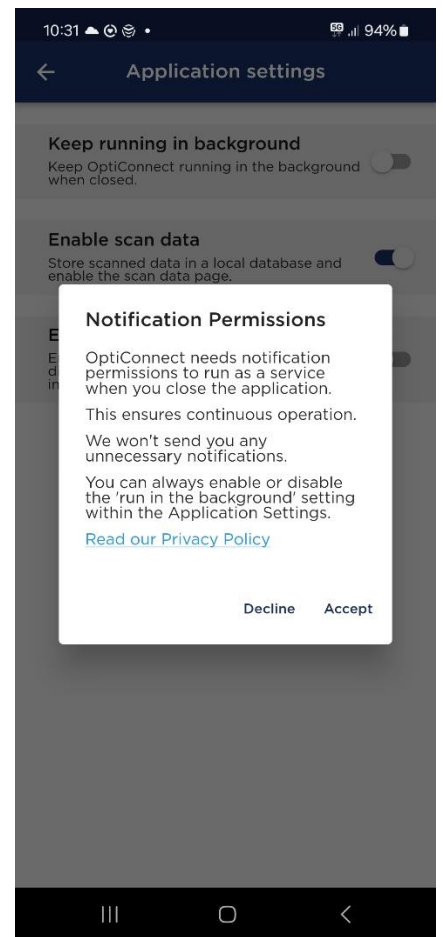 10:31
5G
94%
Application settings
Keep running in background
Keep OptiConnect running in the background
when closed.
Enable scan data
Store scanned data in a local database and
enable the scan data page.
E
E
d
in
Notification Permissions
OptiConnect needs notification
permissions to run as a service
when you close the application.
This ensures continuous operation.
We won't send you any
unnecessary notifications.
You can always enable or disable
the 'run in the background' setting
within the Application Settings.
Read our Privacy Policy
Decline Accept